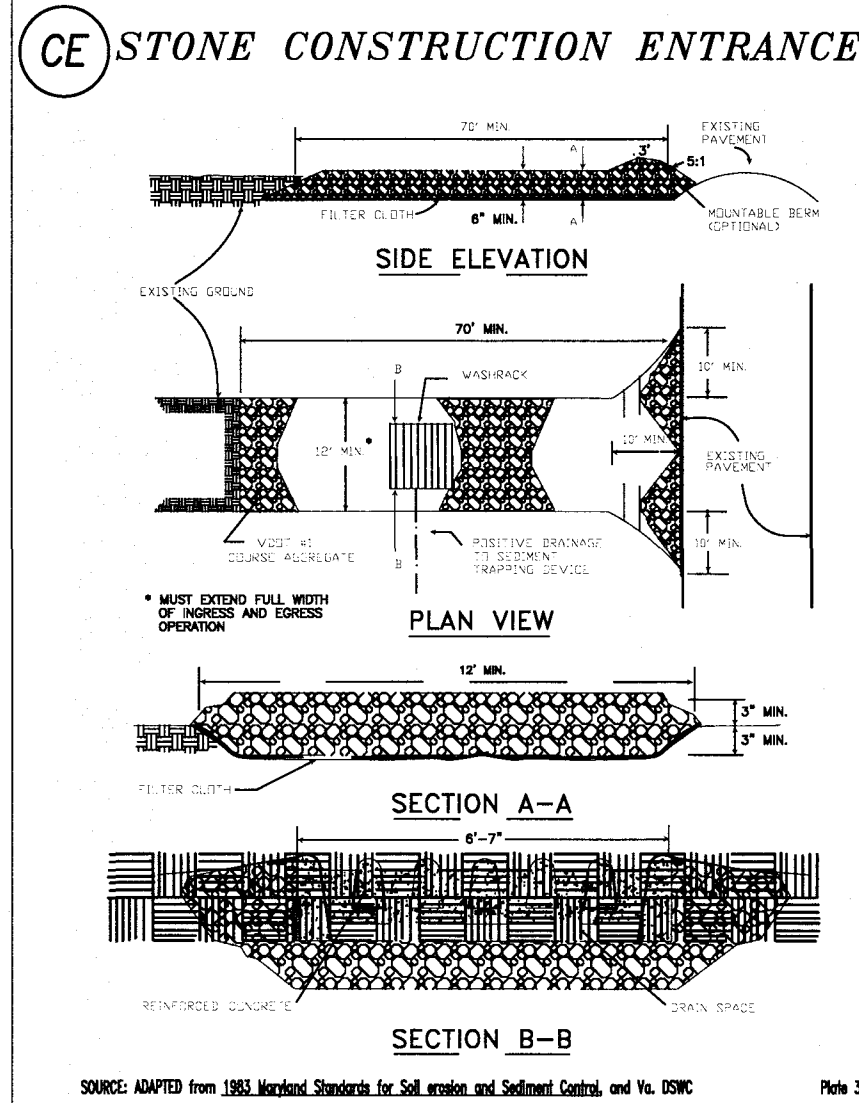 CE STONE CONSTRUCTION ENTRANCE
70' MIN.
EXISTING
PAVEMENT
A
3'
5:1
FILTER CLOTH
6" MIN.
A
MOUNTABLE BERM
(OPTIONAL)
SIDE ELEVATION
EXISTING GROUND
70' MIN.
B
WASHRACK
10' MIN.
12' MIN.*
10' MIN.
EXISTING
PAVEMENT
VDOT #1
COURSE AGGREGATE
B
POSITIVE DRAINAGE
TO SEDIMENT
TRAPPING DEVICE
10' MIN.
* MUST EXTEND FULL WIDTH
OF INGRESS AND EGRESS
OPERATION
PLAN VIEW
12' MIN.
3" MIN.
3" MIN.
FILTER CLOTH
SECTION A-A
6'-7"
REINFORCED CONCRETE
DRAIN SPACE
SECTION B-B
SOURCE: ADAPTED from 1983 Maryland Standards for Soil erosion and Sediment Control, and Va. DSWC
Plate 3